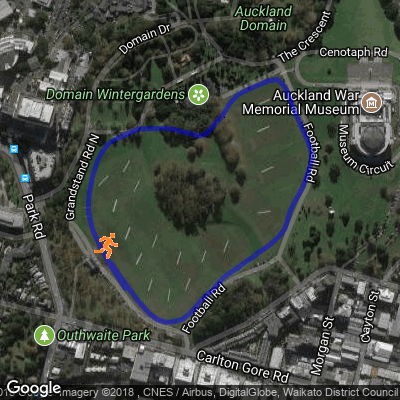 Auckland
Domain
Domain Dr
The Crescent
Cenotaph Rd
Domain Wintergardens
Auckland War
Memorial Museum
Grandstand Rd N
Football Rd
Museum Circuit
Park Rd
Football Rd
Outhwaite Park
Carlton Gore Rd
Morgan St
Clayton St
Google
Imagery ©2018 , CNES / Airbus, DigitalGlobe, Waikato District Council